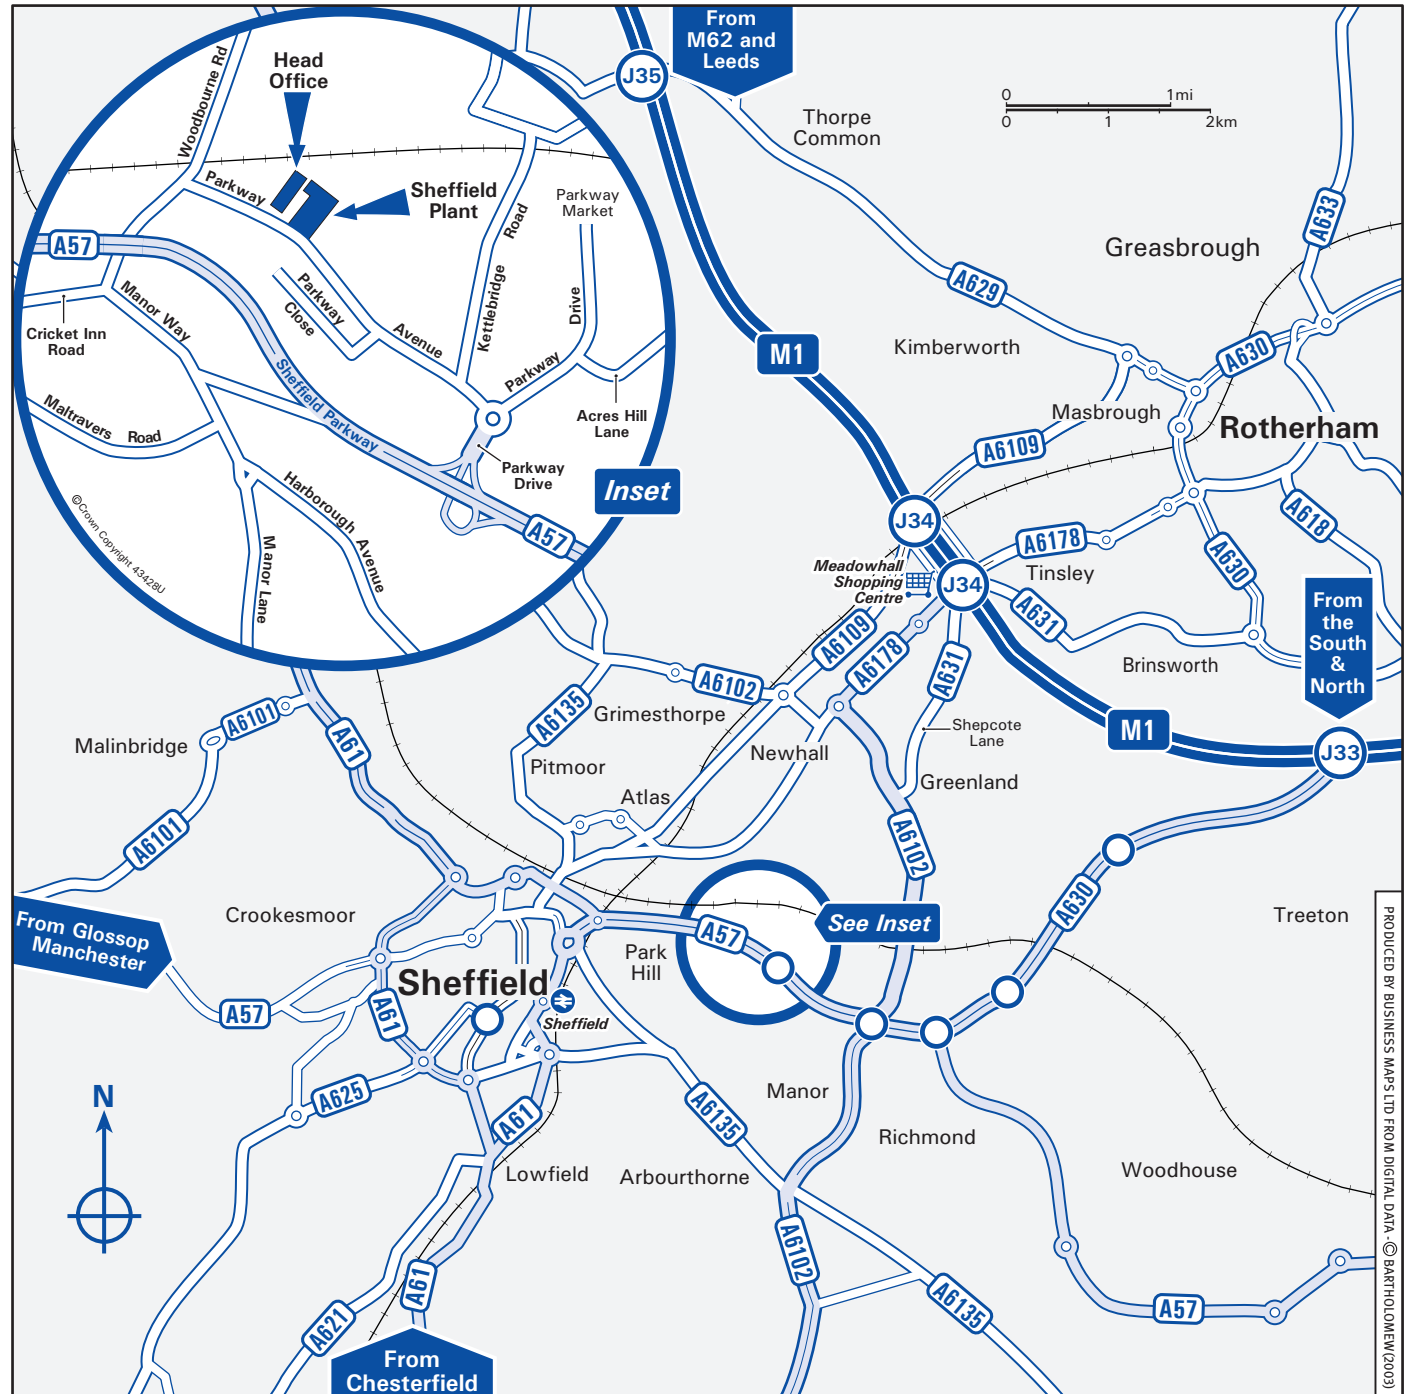 From
M62 and
Leeds
J35
0 1mi
0 1 2km
Thorpe
Common
A633
Greasbrough
A629
Kimberworth
M1
A630
Masbrough
Rotherham
A6109
J34
A6178
A618
Meadowhall
Shopping
Centre
J34
Tinsley
A630
A631
From
the
South
&
North
Brinsworth
A6109
A6178
A631
Shepcote
Lane
M1
J33
Head
Office
Woodbourne Rd
Parkway
Sheffield
Plant
Parkway
Market
A57
Kettlebridge Road
Parkway
Close
Avenue
Manor Way
Cricket Inn
Road
Parkway Drive
Sheffield Parkway
Acres Hill
Lane
Maltravers Road
Parkway
Drive
Inset
Harborough Avenue
A57
Manor Lane
©Crown Copyright 43428U
A6102
A6135
Grimesthorpe
A6101
A61
Malinbridge
Newhall
Pitmoor
Greenland
Atlas
A6101
A6102
A630
Crookesmoor
Treeton
From Glossop
Manchester
See Inset
A57
Park
Hill
Sheffield
A57
A61
Sheffield
A625
N
Manor
A6135
A61
Richmond
Lowfield
Arbourthorne
Woodhouse
A6102
A61
A6135
A57
A621
From
Chesterfield
PRODUCED BY BUSINESS MAPS LTD FROM DIGITAL DATA - © BARTHOLOMEW(2003)